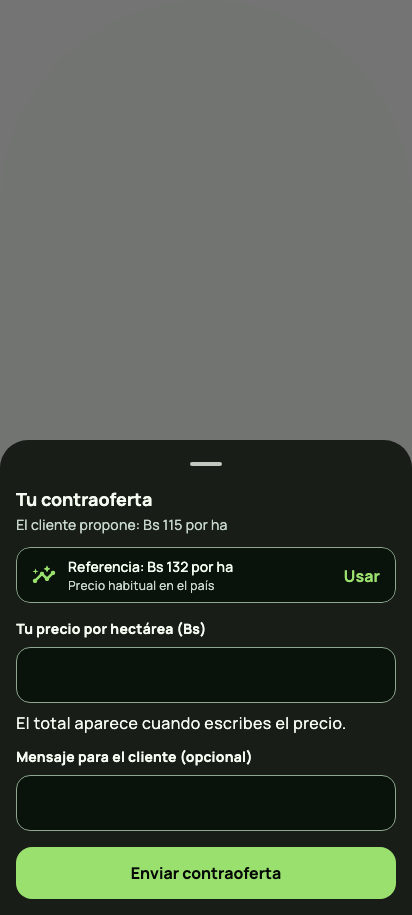 Tu contraoferta
El cliente propone: Bs 115 por ha
Referencia: Bs 132 por ha
Precio habitual en el país
Usar
Tu precio por hectárea (Bs)
El total aparece cuando escribes el precio.
Mensaje para el cliente (opcional)
Enviar contraoferta